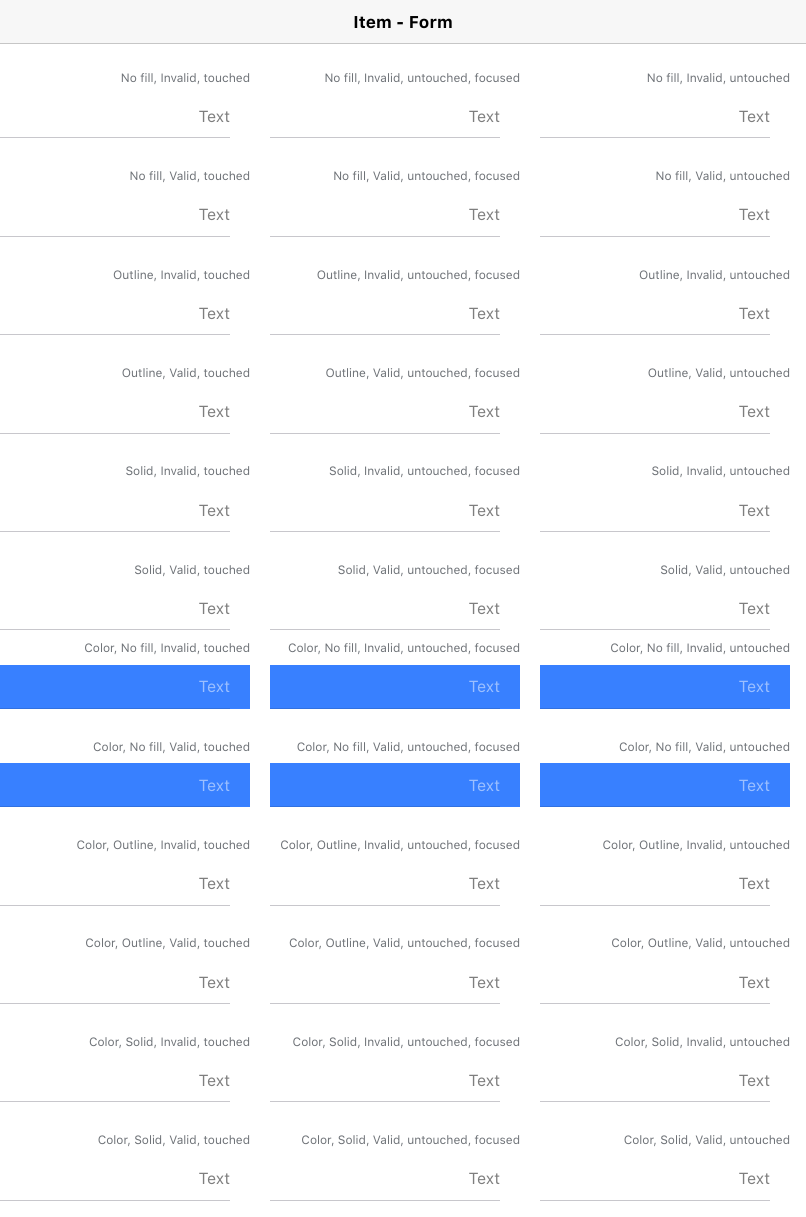 Item - Form
No fill, Invalid, touched
No fill, Invalid, untouched, focused
No fill, Invalid, untouched
Text
Text
Text
No fill, Valid, touched
No fill, Valid, untouched, focused
No fill, Valid, untouched
Text
Text
Text
Outline, Invalid, touched
Outline, Invalid, untouched, focused
Outline, Invalid, untouched
Text
Text
Text
Outline, Valid, touched
Outline, Valid, untouched, focused
Outline, Valid, untouched
Text
Text
Text
Solid, Invalid, touched
Solid, Invalid, untouched, focused
Solid, Invalid, untouched
Text
Text
Text
Solid, Valid, touched
Solid, Valid, untouched, focused
Solid, Valid, untouched
Text
Text
Text
Color, No fill, Invalid, touched
Color, No fill, Invalid, untouched, focused
Color, No fill, Invalid, untouched
Text
Text
Text
Color, No fill, Valid, touched
Color, No fill, Valid, untouched, focused
Color, No fill, Valid, untouched
Text
Text
Text
Color, Outline, Invalid, touched
Color, Outline, Invalid, untouched, focused
Color, Outline, Invalid, untouched
Text
Text
Text
Color, Outline, Valid, touched
Color, Outline, Valid, untouched, focused
Color, Outline, Valid, untouched
Text
Text
Text
Color, Solid, Invalid, touched
Color, Solid, Invalid, untouched, focused
Color, Solid, Invalid, untouched
Text
Text
Text
Color, Solid, Valid, touched
Color, Solid, Valid, untouched, focused
Color, Solid, Valid, untouched
Text
Text
Text